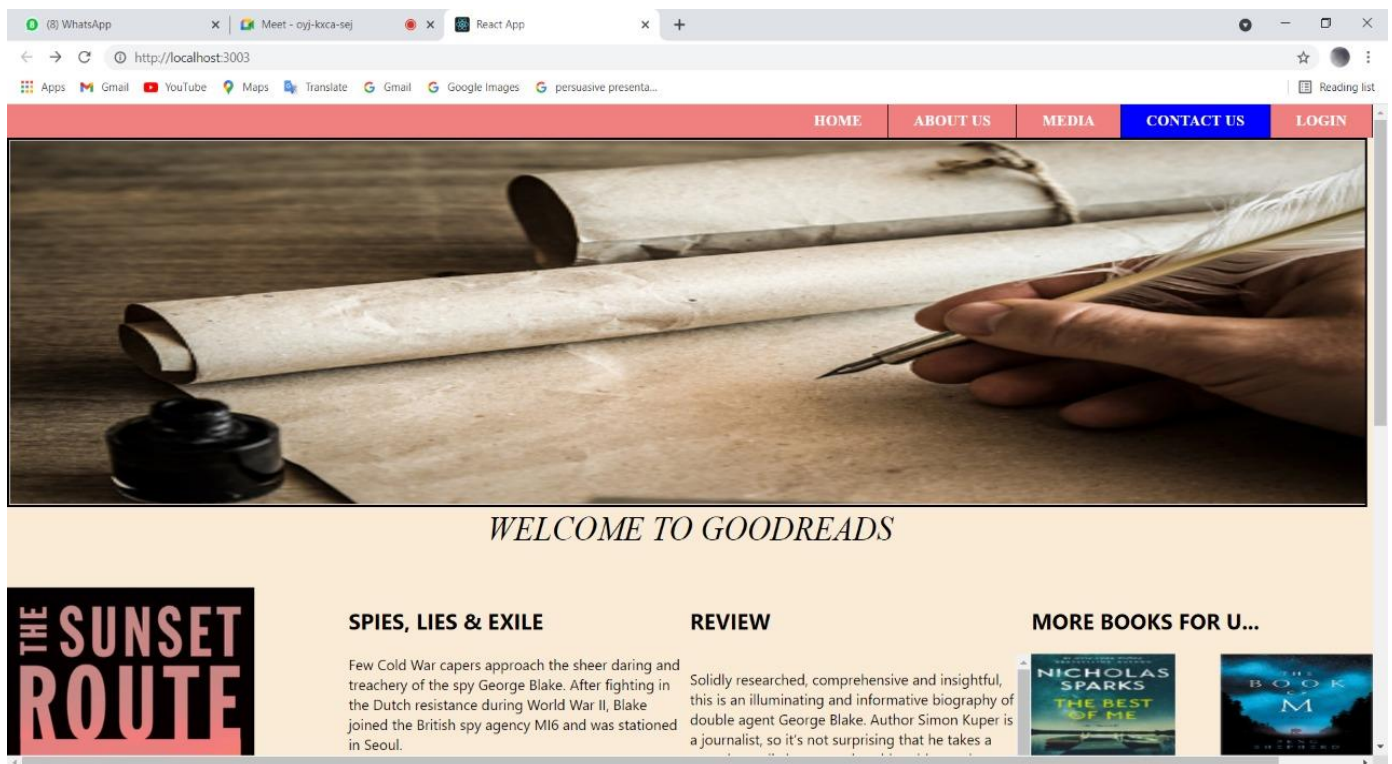 (8) WhatsApp
Meet - oyj-kxca-sej
React App
http://localhost:3003
Apps
Gmail
YouTube
Maps
Translate
Gmail
Google Images
persuasive presenta...
Reading list
HOME
ABOUT US
MEDIA
CONTACT US
LOGIN
WELCOME TO GOODREADS
THE SUNSET
ROUTE
SPIES, LIES & EXILE
Few Cold War capers approach the sheer daring and
treachery of the spy George Blake. After fighting in
the Dutch resistance during World War II, Blake
joined the British spy agency MI6 and was stationed
in Seoul.
REVIEW
Solidly researched, comprehensive and insightful,
this is an illuminating and informative biography of
double agent George Blake. Author Simon Kuper is
a journalist, so it's not surprising that he takes a
MORE BOOKS FOR U...
NICHOLAS
SPARKS
THE BEST
OF ME
THE
BOOK
OF
M
PENG
SHEPHERD